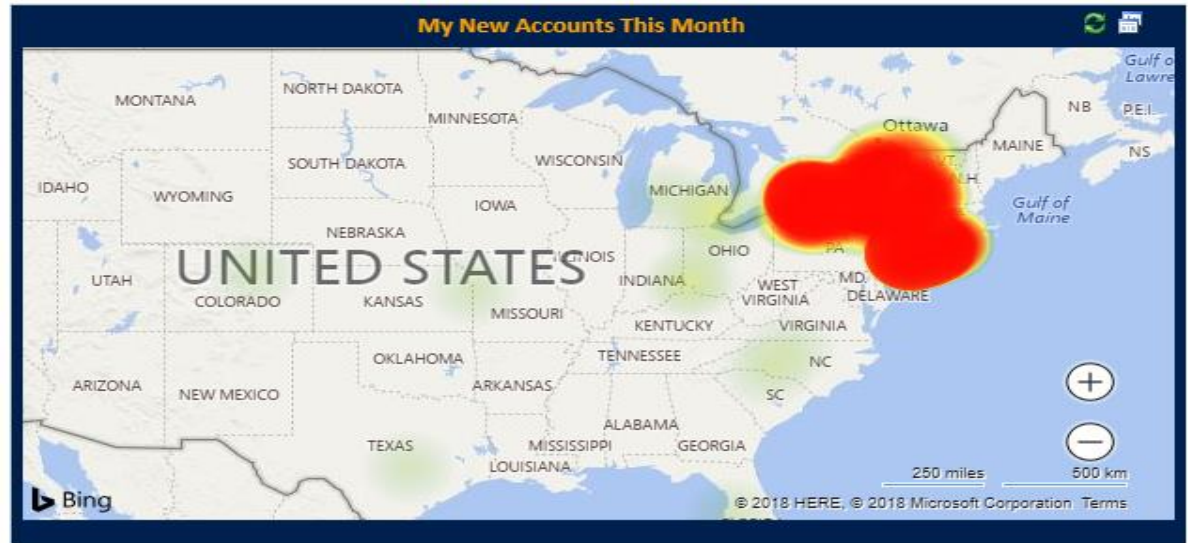 My New Accounts This Month
Gulf o
Lawre
MONTANA
NORTH DAKOTA
MINNESOTA
NB
P.E.I.
Ottawa
MAINE
NS
SOUTH DAKOTA
WISCONSIN
VT.
N.H.
IDAHO
WYOMING
MICHIGAN
IOWA
Gulf of
Maine
NEBRASKA
UNITED STATES
ILLINOIS
OHIO
PA
UTAH
INDIANA
WEST
VIRGINIA
MD.
DELAWARE
COLORADO
KANSAS
MISSOURI
KENTUCKY
VIRGINIA
OKLAHOMA
TENNESSEE
NC
ARIZONA
NEW MEXICO
ARKANSAS
SC
ALABAMA
TEXAS
MISSISSIPPI
GEORGIA
LOUISIANA
250 miles
500 km
Bing
© 2018 HERE, © 2018 Microsoft Corporation Terms